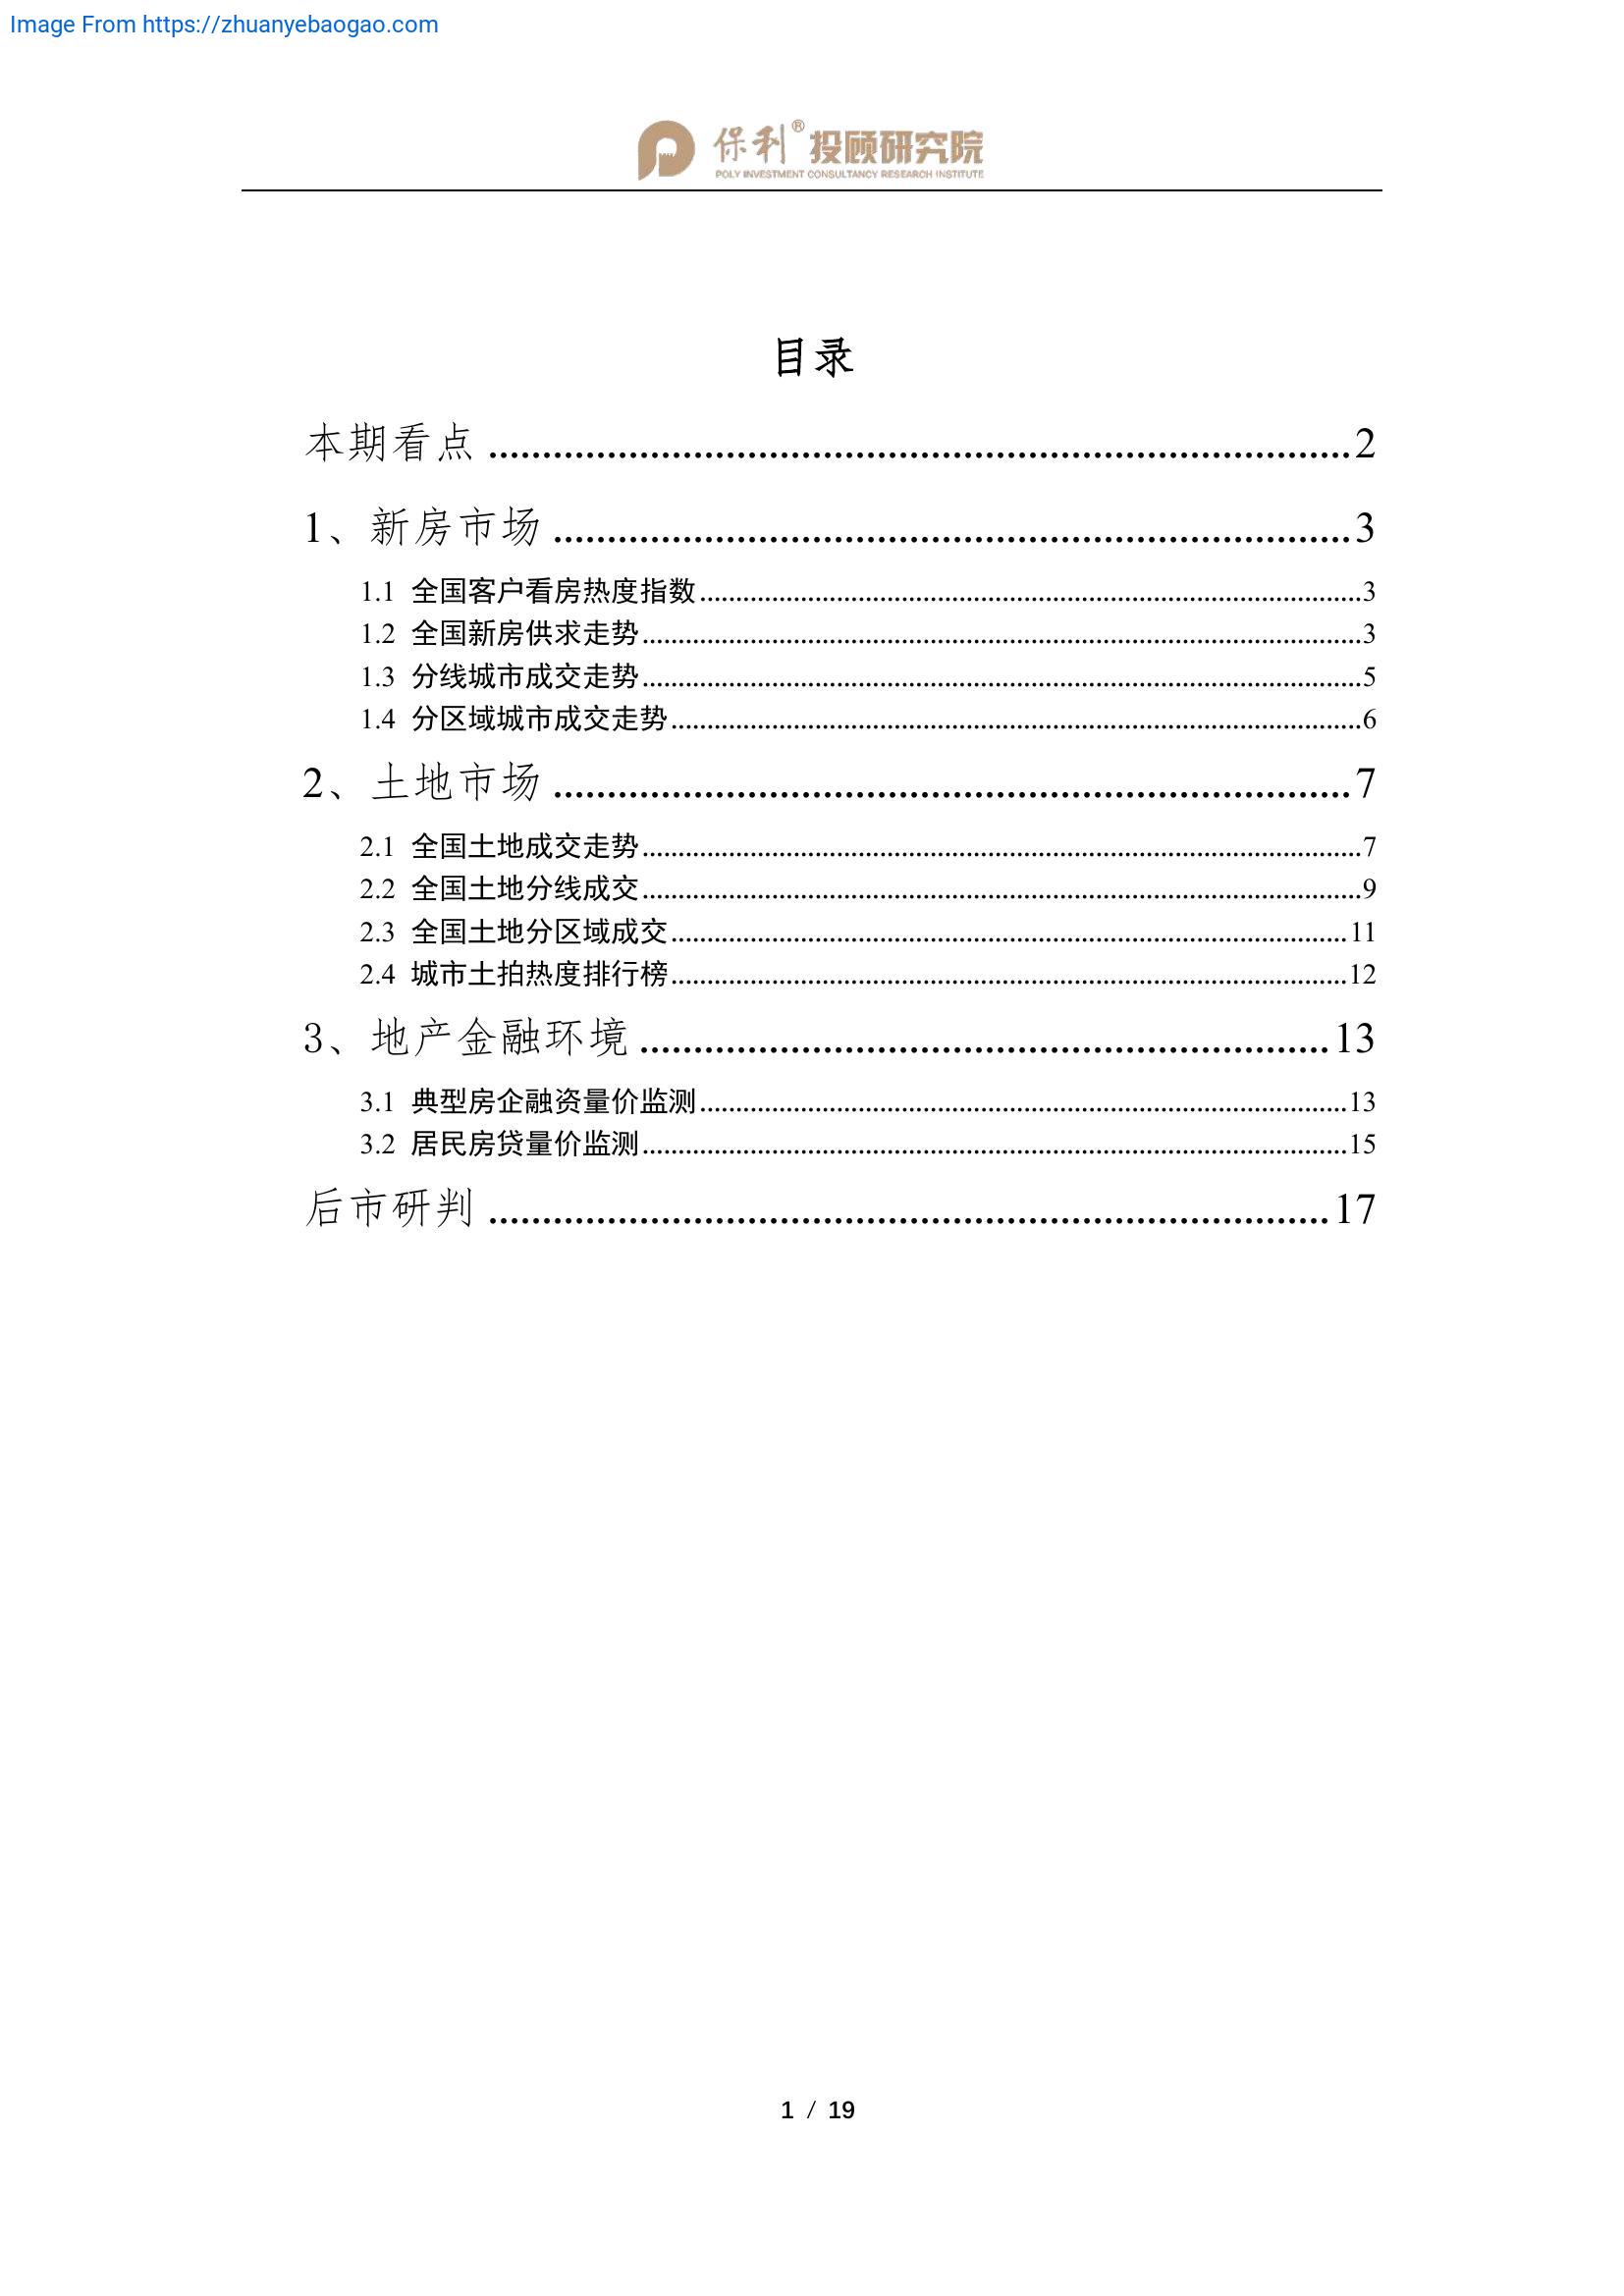 Image From https://zhuanyebaogao.com
保利® 投顾研究院
POLY INVESTMENT CONSULTANCY RESEARCH INSTITUTE
目录
本期看点 ................................................................................ 2
1、新房市场 .......................................................................... 3
1.1 全国客户看房热度指数 ............................................................ 3
1.2 全国新房供求走势 ................................................................ 3
1.3 分线城市成交走势 ................................................................ 5
1.4 分区域城市成交走势 .............................................................. 6
2、土地市场 .......................................................................... 7
2.1 全国土地成交走势 ................................................................ 7
2.2 全国土地分线成交 ................................................................ 9
2.3 全国土地分区域成交 .............................................................. 11
2.4 城市土拍热度排行榜 .............................................................. 12
3、地产金融环境 ...................................................................... 13
3.1 典型房企融资量价监测 ............................................................ 13
3.2 居民房贷量价监测 ................................................................ 15
后市研判 ................................................................................ 17
1 / 19